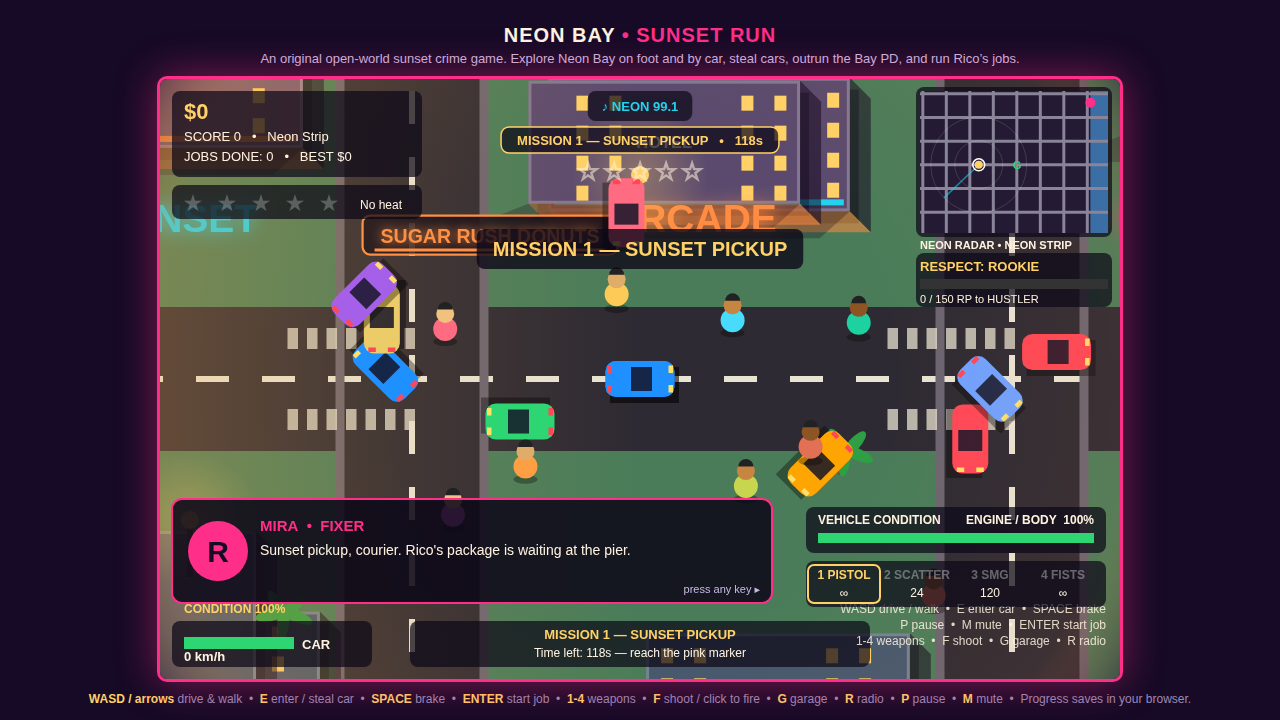 NEON BAY • SUNSET RUN
An original open-world sunset crime game. Explore Neon Bay on foot and by car, steal cars, outrun the Bay PD, and run Rico's jobs.
$0
SCORE 0 • Neon Strip
JOBS DONE: 0 • BEST $0
No heat
♪ NEON 99.1
MISSION 1 — SUNSET PICKUP • 118s
NSET
RCADE
SUGAR RUSH DONUTS
MISSION 1 — SUNSET PICKUP
NEON RADAR • NEON STRIP
RESPECT: ROOKIE
0 / 150 RP to HUSTLER
R
MIRA • FIXER
Sunset pickup, courier. Rico's package is waiting at the pier.
press any key ▸
VEHICLE CONDITION ENGINE / BODY 100%
1 PISTOL 2 SCATTER 3 SMG 4 FISTS
∞ 24 120 ∞
WASD drive / walk • E enter car • SPACE brake
P pause • M mute • ENTER start job
1-4 weapons • F shoot • G garage • R radio
CONDITION 100%
CAR
0 km/h
MISSION 1 — SUNSET PICKUP
Time left: 118s — reach the pink marker
WASD / arrows drive & walk • E enter / steal car • SPACE brake • ENTER start job • 1-4 weapons • F shoot / click to fire • G garage • R radio • P pause • M mute • Progress saves in your browser.